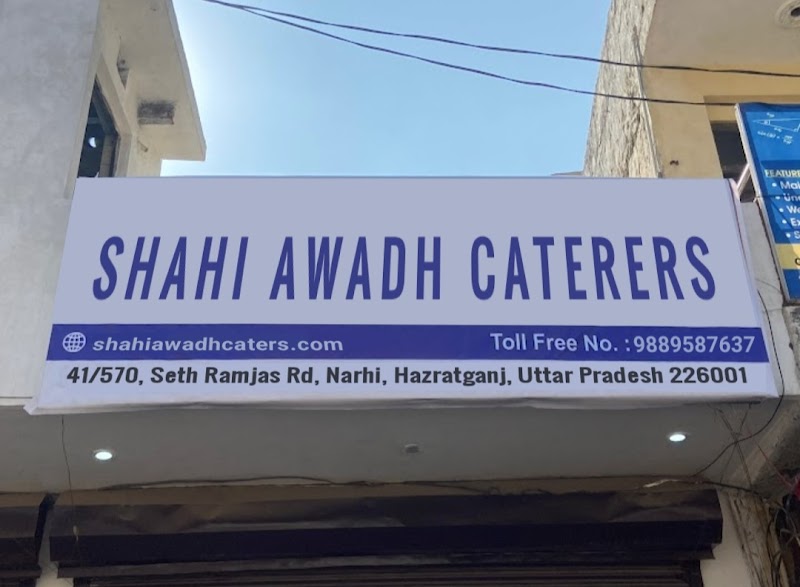 SHAHI AWADH CATERERS
shahiawadhcaters.com
Toll Free No. : 9889587637
41/570, Seth Ramjas Rd, Narhi, Hazratganj, Uttar Pradesh 226001